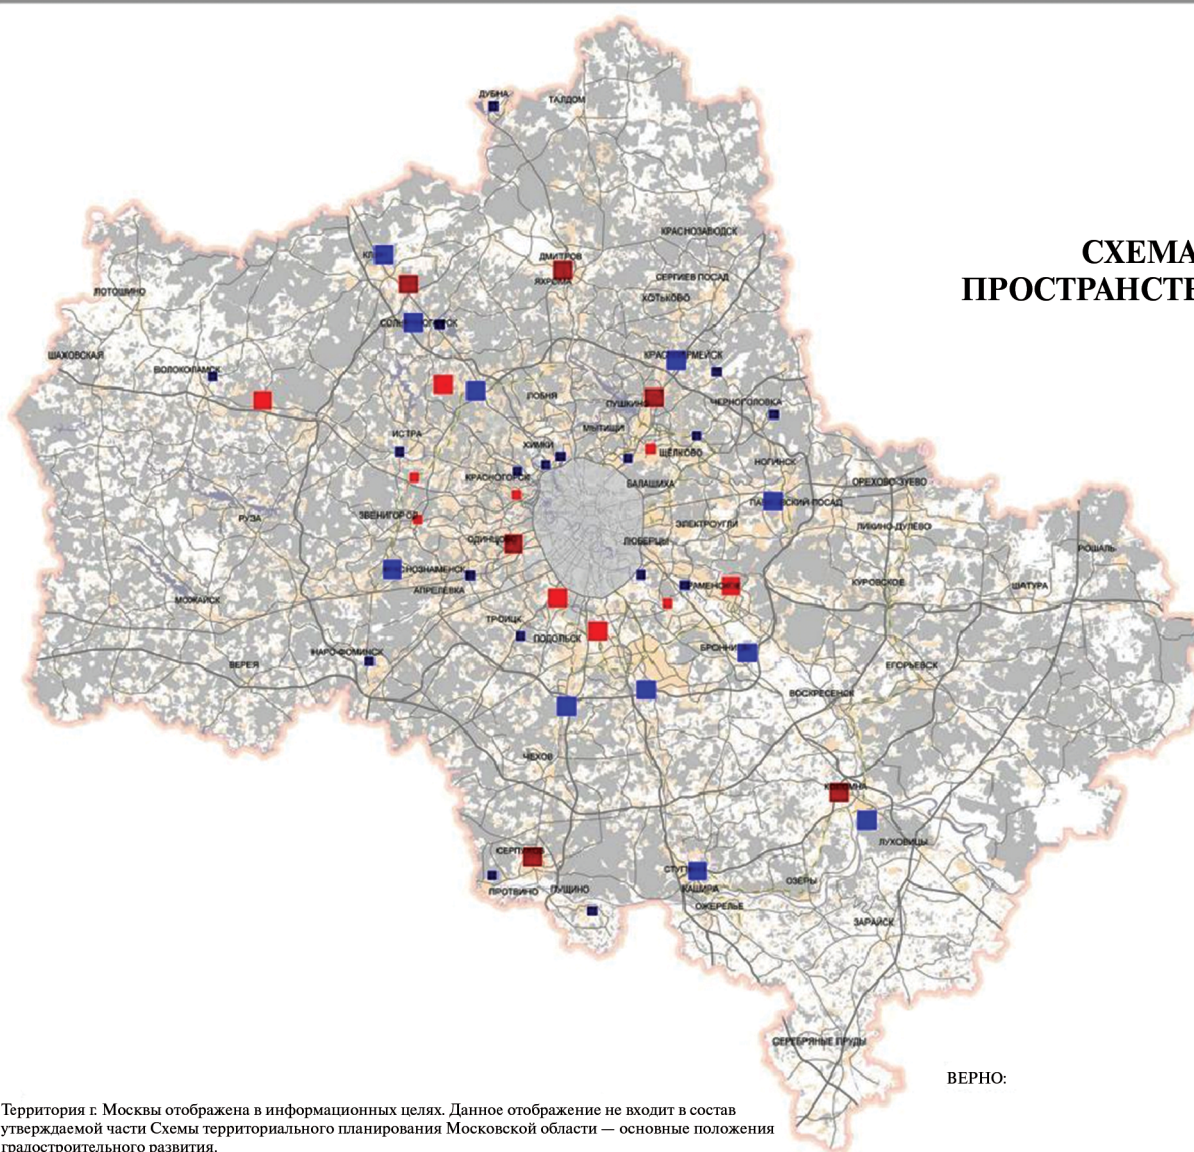 ДУБНА
ТАЛДОМ
КРАСНОЗАВОДСК
ДМИТРОВ
СЕРГИЕВ ПОСАД
ЯХРОМА
ХОТЬКОВО
ЛОТОШИНО
СХЕМА
ПРОСТРАНСТВ
ШАХОВСКАЯ
ВОЛОКОЛАМСК
ЛОБНЯ
ПУШКИНО
ЧЕРНОГОЛОВКА
МЫТИЩИ
ИСТРА
ХИМКИ
ЩЁЛКОВО
НОГИНСК
КРАСНОГОРСК
БАЛАШИХА
ОРЕХОВО-ЗУЕВО
ЗВЕНИГОРОД
РУЗА
ЭЛЕКТРОУГЛИ
ЛИКИНО-ДУЛЁВО
ЛЮБЕРЦЫ
РОШАЛЬ
АПРЕЛЕВКА
КУРОВСКОЕ
ШАТУРА
МОЖАЙСК
ТРОИЦК
ПОДОЛЬСК
НАРО-ФОМИНСК
ВЕРЕЯ
ЕГОРЬЕВСК
ВОСКРЕСЕНСК
ЧЕХОВ
ЛУХОВИЦЫ
ПРОТВИНО
ПУЩИНО
КАШИРА
ОЗЁРЫ
ОЖЕРЕЛЬЕ
ЗАРАЙСК
СЕРЕБРЯНЫЕ ПРУДЫ
ВЕРНО:
Территория г. Москвы отображена в информационных целях. Данное отображение не входит в состав
утверждаемой части Схемы территориального планирования Московской области — основные положения
градостроительного развития.